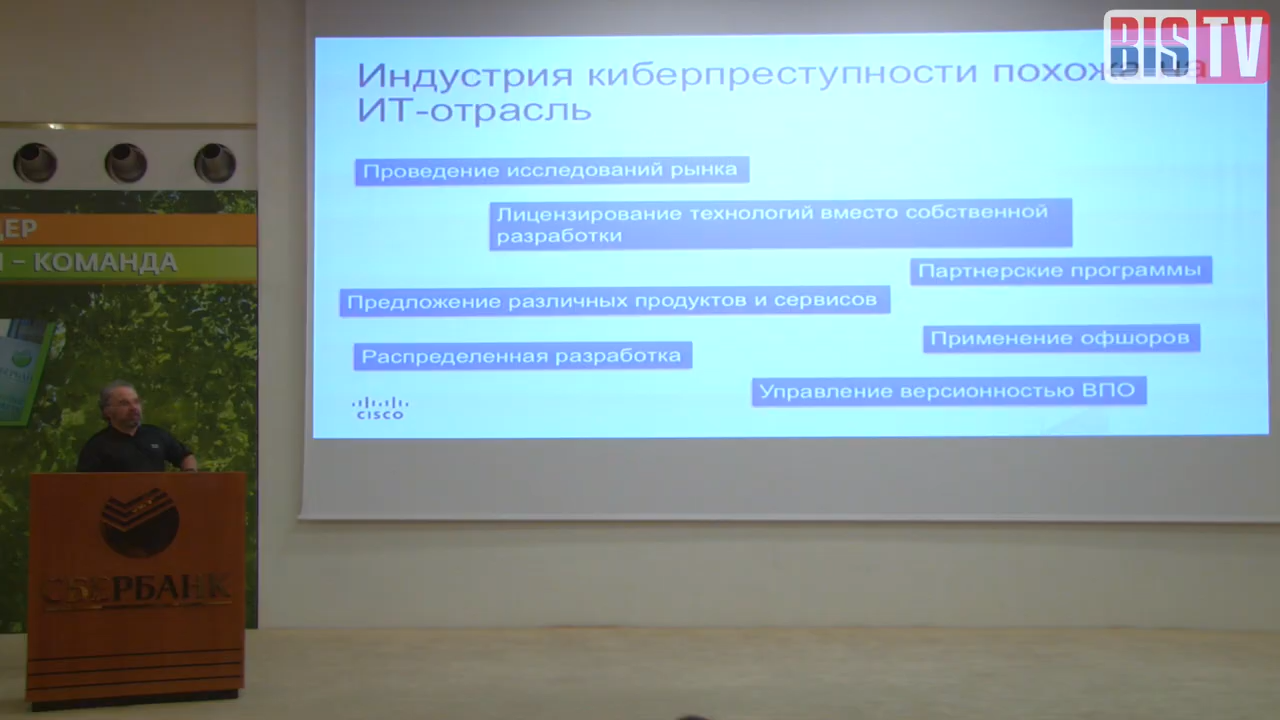 BISTV
Индустрия киберпреступности похожа на
ИТ-отрасль
Проведение исследований рынка
Лицензирование технологий вместо собственной
разработки
Партнерские программы
Предложение различных продуктов и сервисов
Применение офшоров
Распределенная разработка
Управление версионностью ВПО
CISCO
ДЕР
– КОМАНДА
СБЕРБАНК